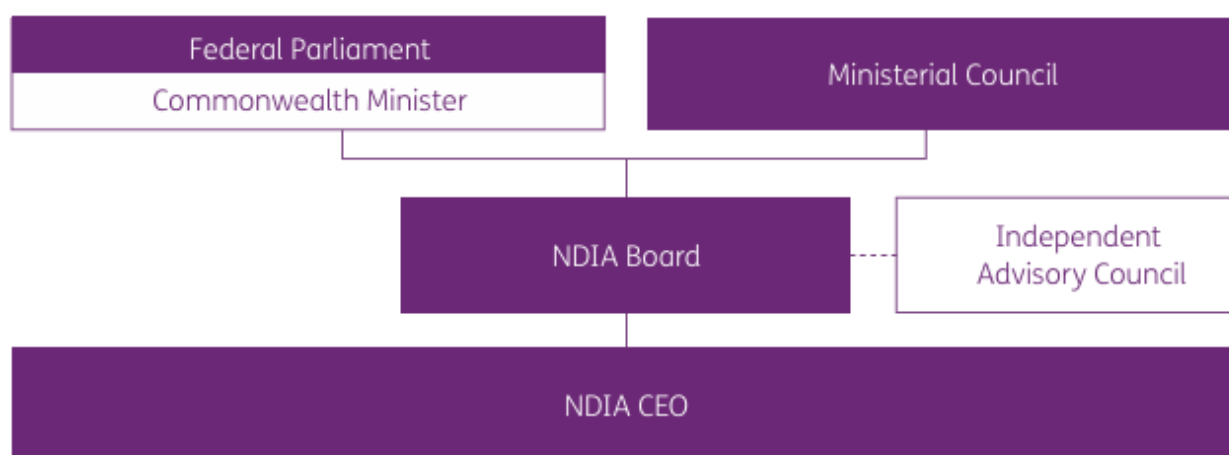 Federal Parliament
Commonwealth Minister
Ministerial Council
NDIA Board
Independent
Advisory Council
NDIA CEO